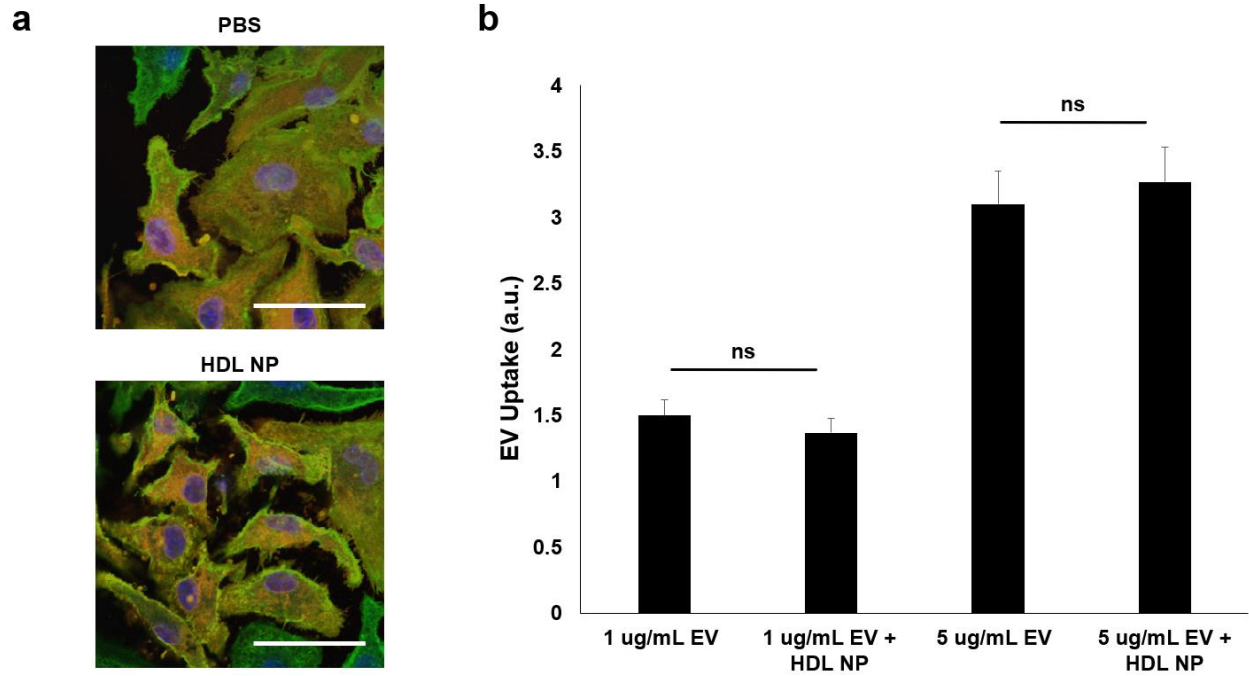 a
PBS
HDL NP
b
EV Uptake (a.u.)
4
3.5
3
2.5
2
1.5
1
0.5
0
ns
ns
1 ug/mL EV
1 ug/mL EV +
HDL NP
5 ug/mL EV
5 ug/mL EV +
HDL NP